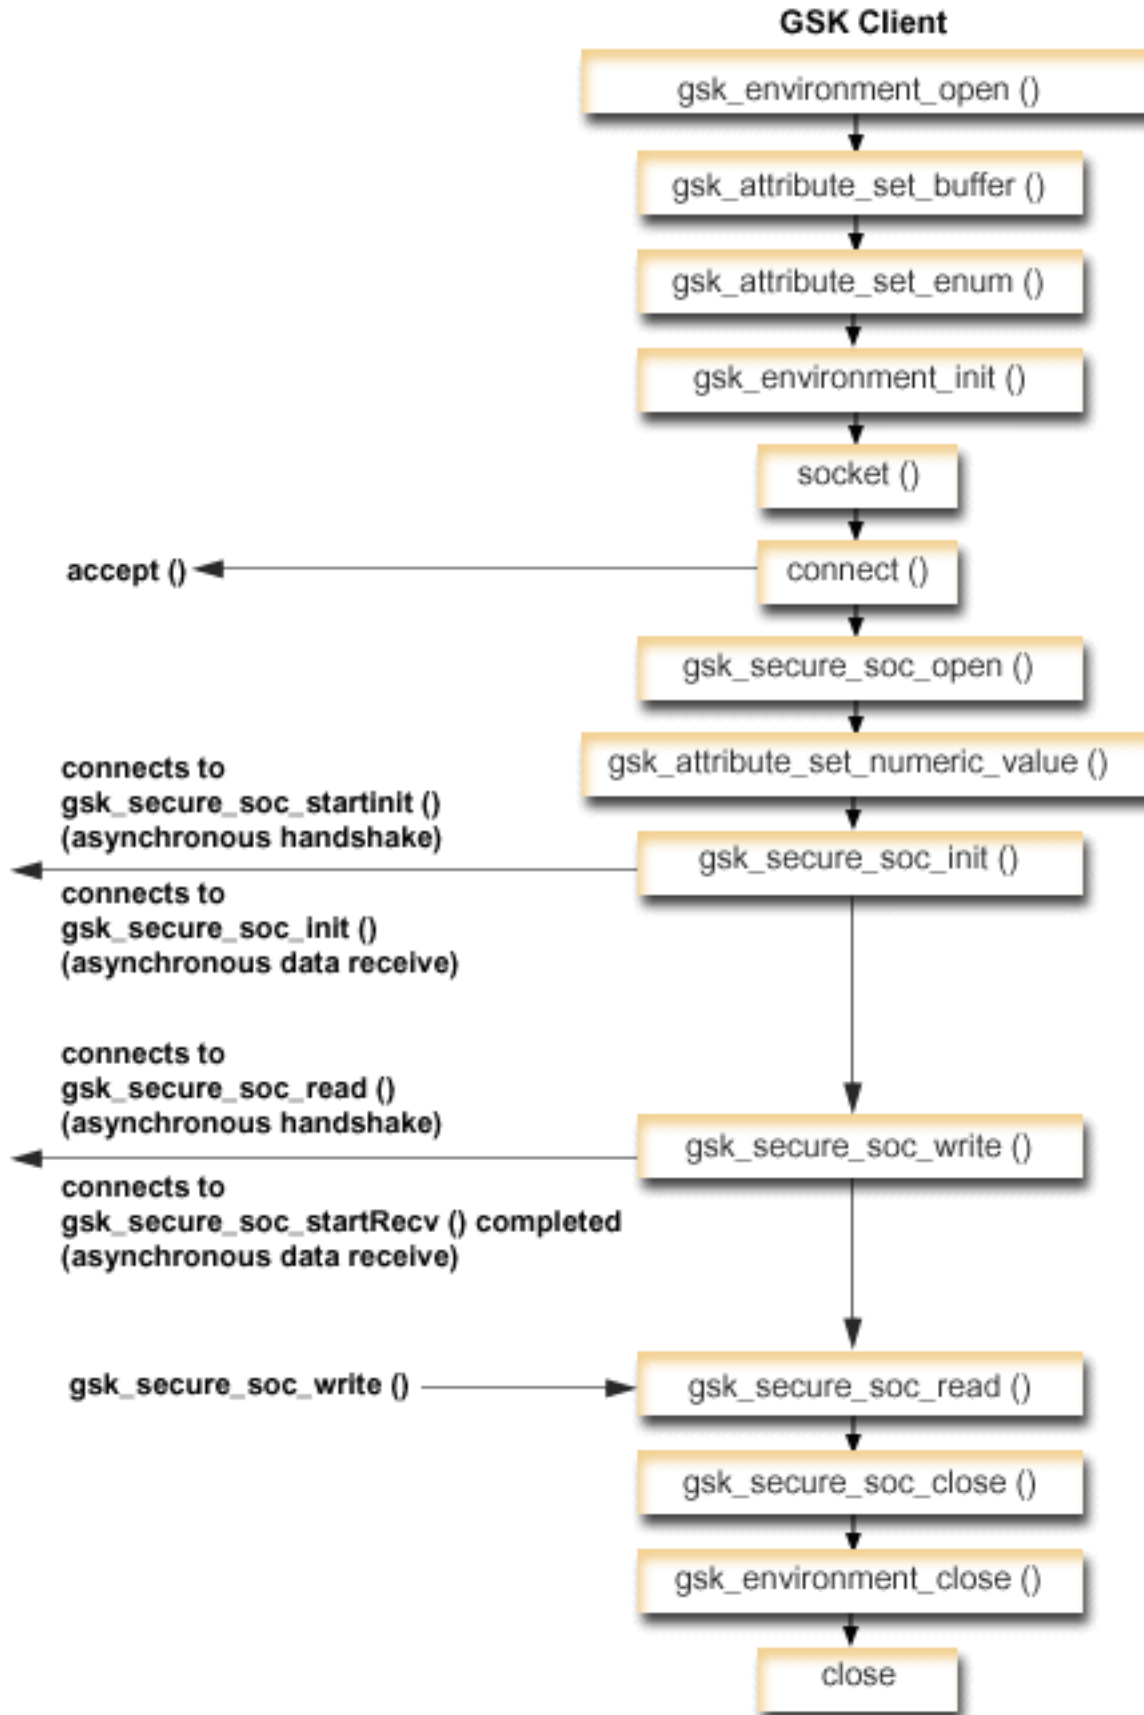 GSK Client
gsk_environment_open ()
gsk_attribute_set_buffer ()
gsk_attribute_set_enum ()
gsk_environment_init ()
socket ()
accept ()
connect ()
gsk_secure_soc_open ()
gsk_attribute_set_numeric_value ()
connects to
gsk_secure_soc_startinit ()
(asynchronous handshake)
gsk_secure_soc_init ()
connects to
gsk_secure_soc_init ()
(asynchronous data receive)
connects to
gsk_secure_soc_read ()
(asynchronous handshake)
gsk_secure_soc_write ()
connects to
gsk_secure_soc_startRecv () completed
(asynchronous data receive)
gsk_secure_soc_write ()
gsk_secure_soc_read ()
gsk_secure_soc_close ()
gsk_environment_close ()
close